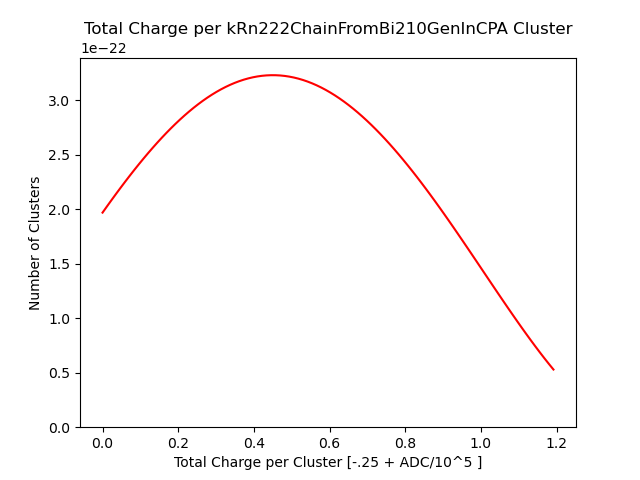 Total Charge per kRn222ChainFromBi210GenInCPA Cluster
1e−22
3.0
2.5
2.0
1.5
1.0
0.5
0.0
Number of Clusters
0.0 0.2 0.4 0.6 0.8 1.0 1.2
Total Charge per Cluster [-.25 + ADC/10^5 ]